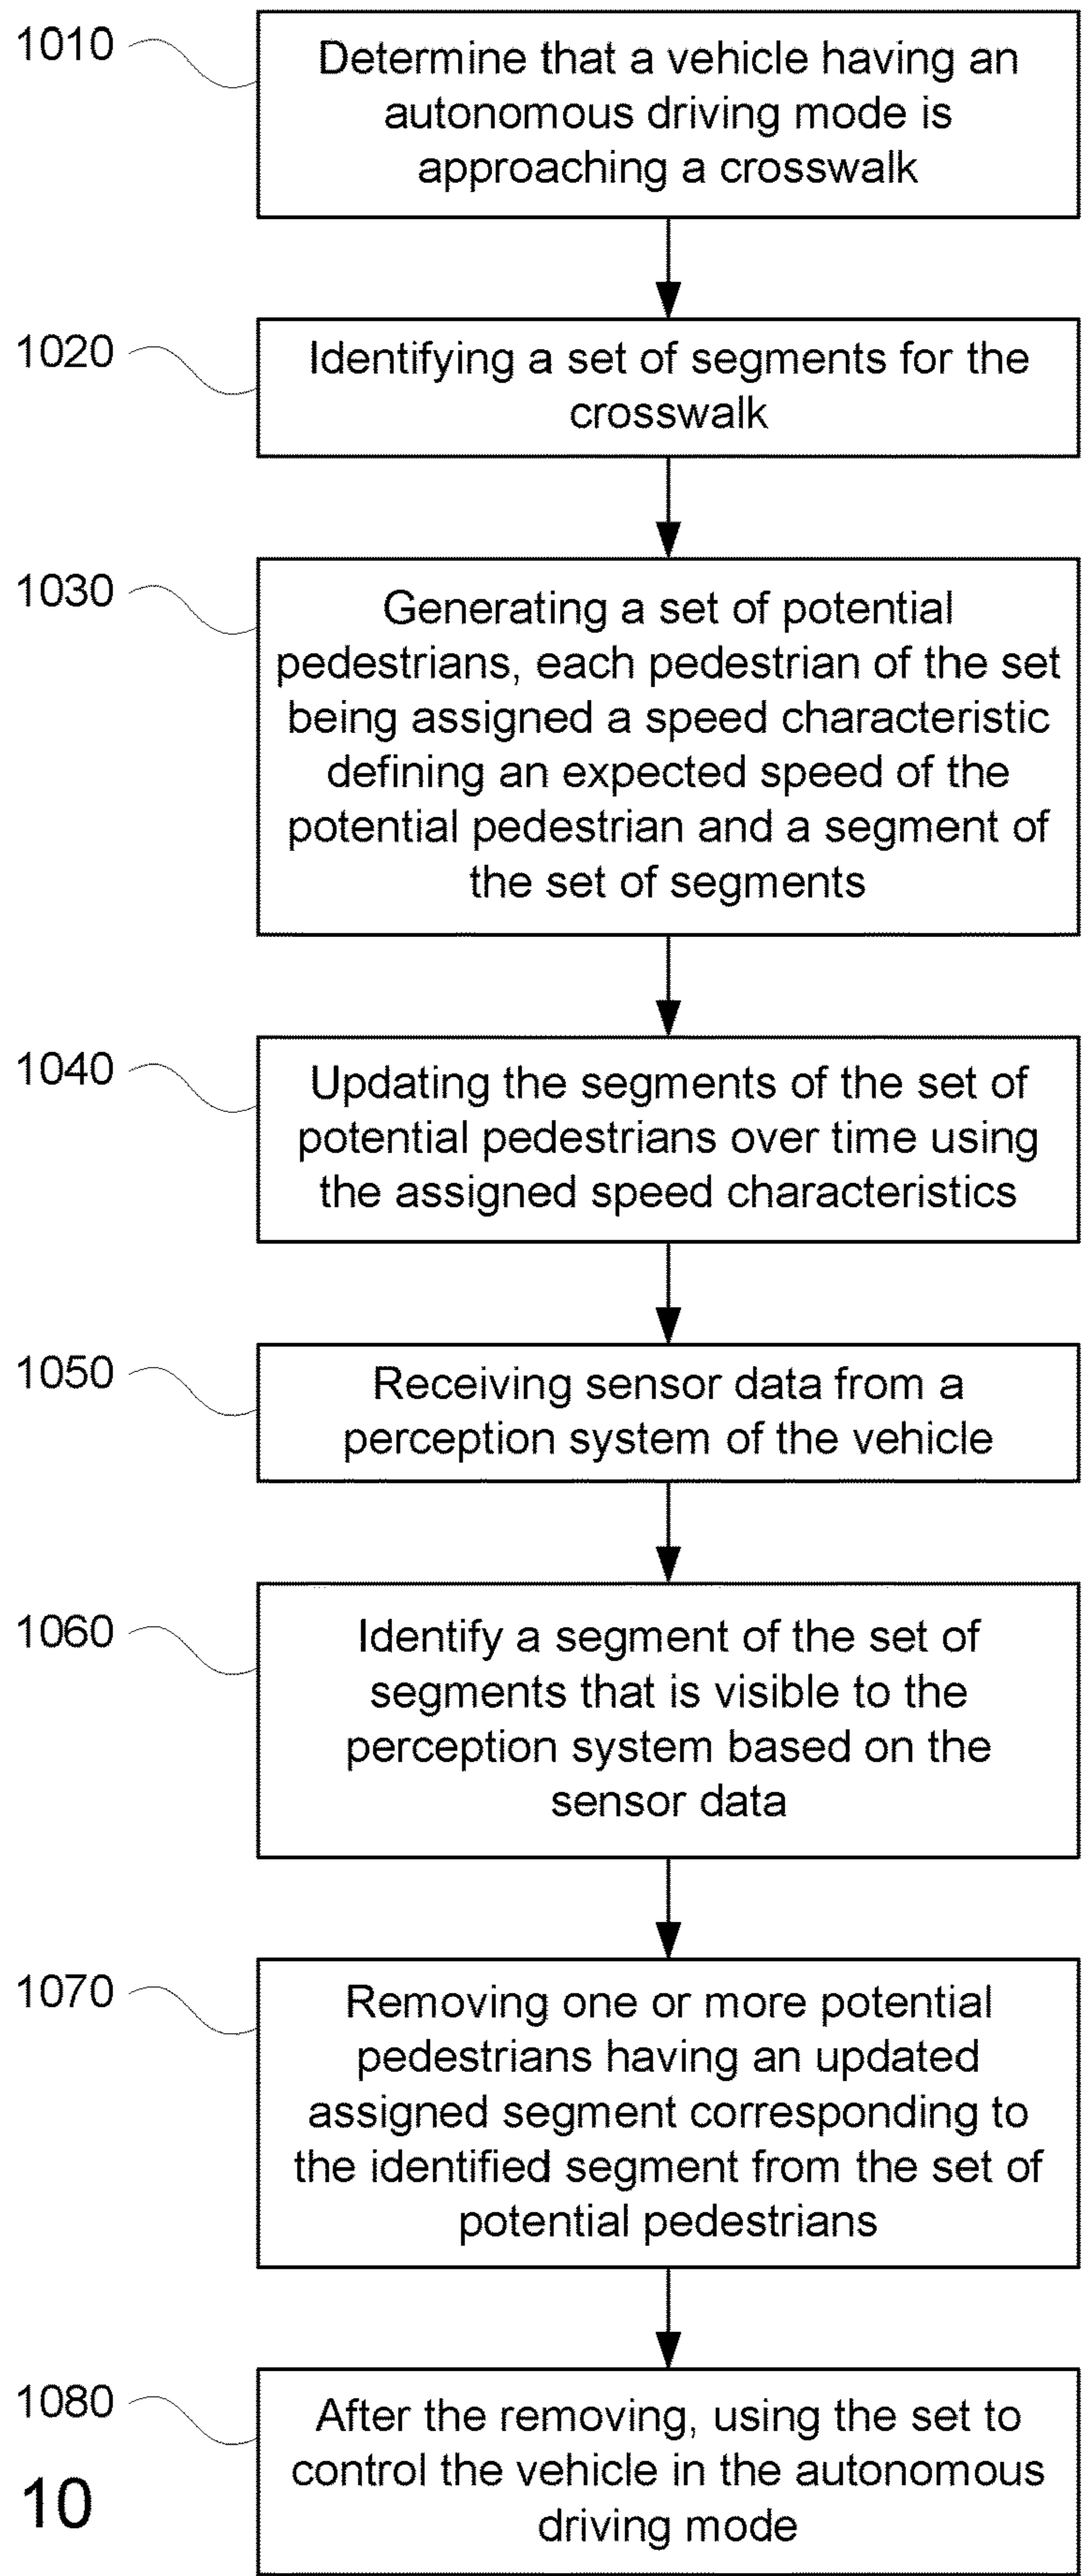 1010
Determine that a vehicle having an
autonomous driving mode is
approaching a crosswalk
1020
Identifying a set of segments for the
crosswalk
1030
Generating a set of potential
pedestrians, each pedestrian of the set
being assigned a speed characteristic
defining an expected speed of the
potential pedestrian and a segment of
the set of segments
1040
Updating the segments of the set of
potential pedestrians over time using
the assigned speed characteristics
1050
Receiving sensor data from a
perception system of the vehicle
1060
Identify a segment of the set of
segments that is visible to the
perception system based on the
sensor data
1070
Removing one or more potential
pedestrians having an updated
assigned segment corresponding to
the identified segment from the set of
potential pedestrians
1080
After the removing, using the set to
control the vehicle in the autonomous
driving mode
10